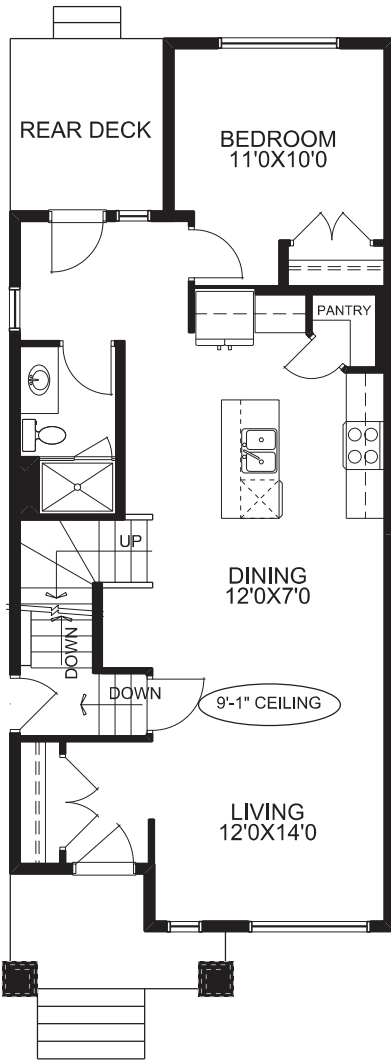 REAR DECK
BEDROOM
11'0X10'0
PANTRY
UP
DINING
12'0X7'0
DOWN
DOWN
9'-1" CEILING
LIVING
12'0X14'0